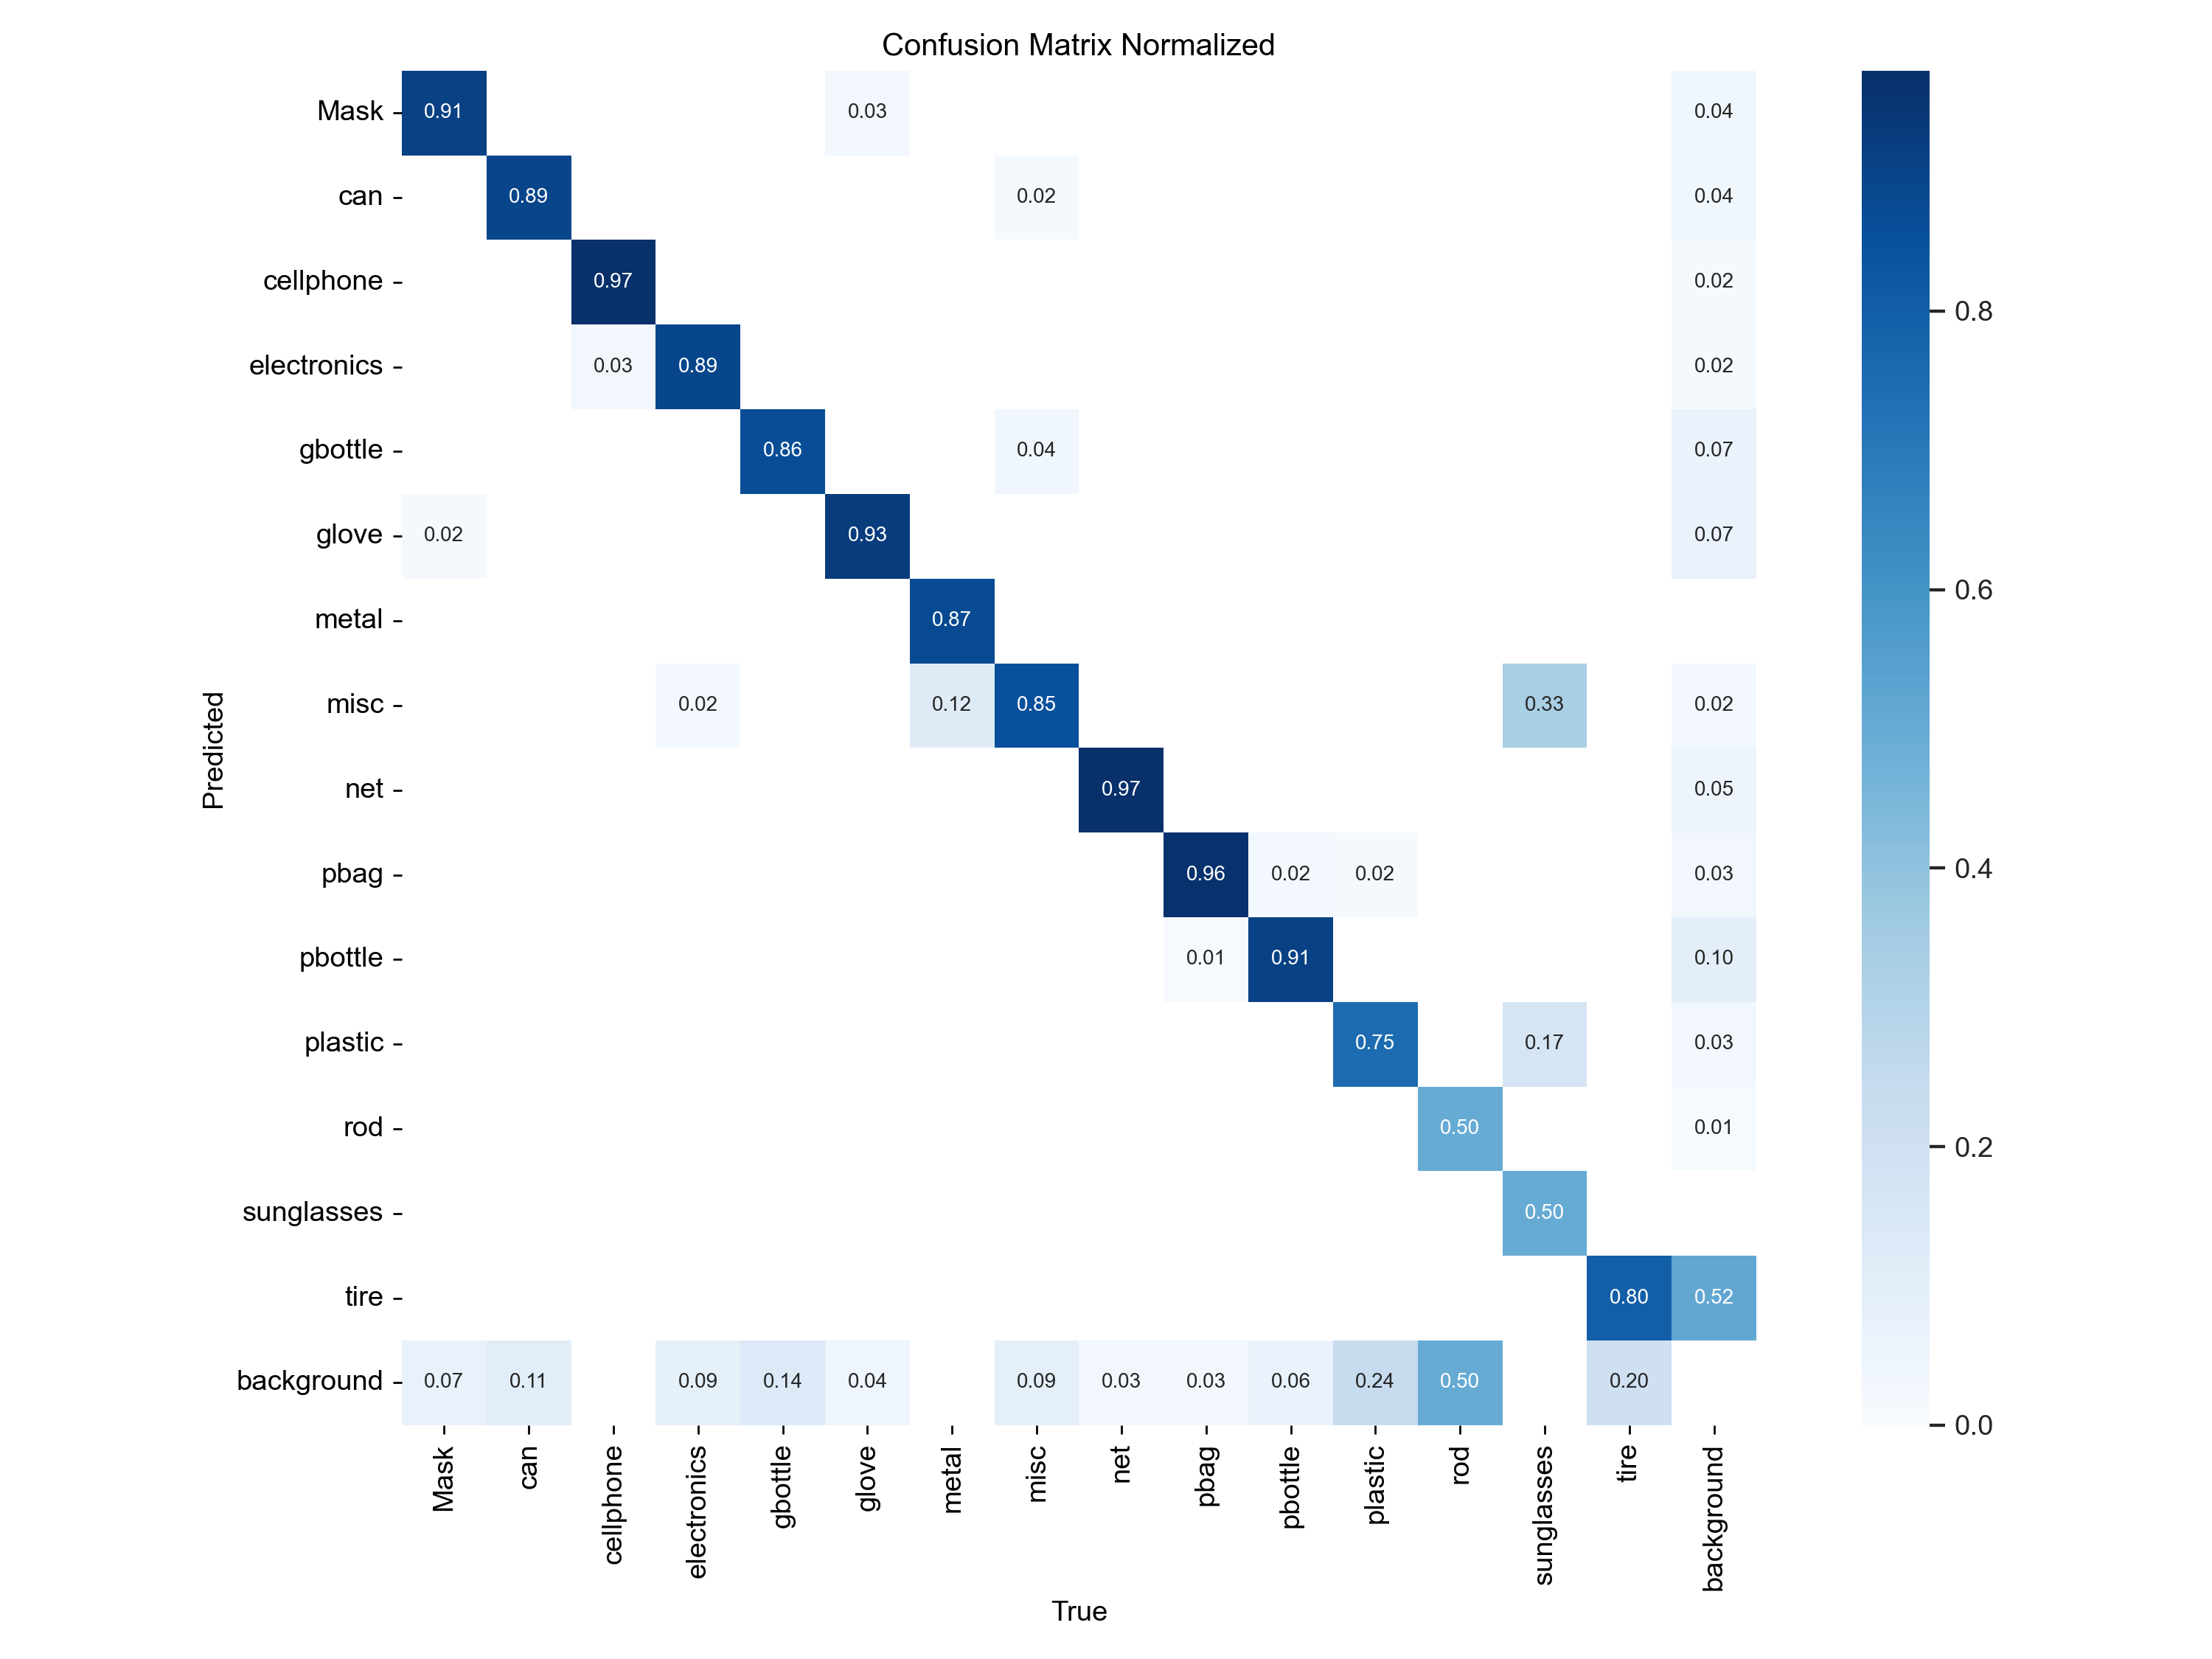 Confusion Matrix Normalized
Mask 0.91 0.03 0.04
can 0.89 0.02 0.04
cellphone 0.97 0.02
0.8
electronics 0.03 0.89 0.02
gbottle 0.86 0.04 0.07
glove 0.02 0.93 0.07
0.6
metal 0.87
misc 0.02 0.12 0.85 0.33 0.02
Predicted
net 0.97 0.05
pbag 0.96 0.02 0.02 0.03
0.4
pbottle 0.01 0.91 0.10
plastic 0.75 0.17 0.03
rod 0.50 0.01
0.2
sunglasses 0.50
tire 0.80 0.52
background 0.07 0.11 0.09 0.14 0.04 0.09 0.03 0.03 0.06 0.24 0.50 0.20
0.0
Mask can cellphone electronics gbottle glove metal misc net pbag pbottle plastic rod sunglasses tire background
True